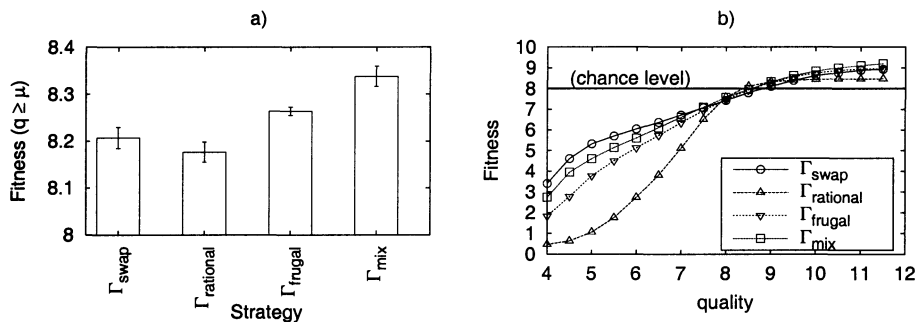 a)
Fitness (q ≥ μ)
8.4
8.3
8.2
8.1
8
Γswap
Γrational
Γfrugal
Γmix
Strategy
b)
Fitness
10
9
8
7
6
5
4
3
2
1
0
(chance level)
Γswap
Γrational
Γfrugal
Γmix
4 5 6 7 8 9 10 11 12
quality